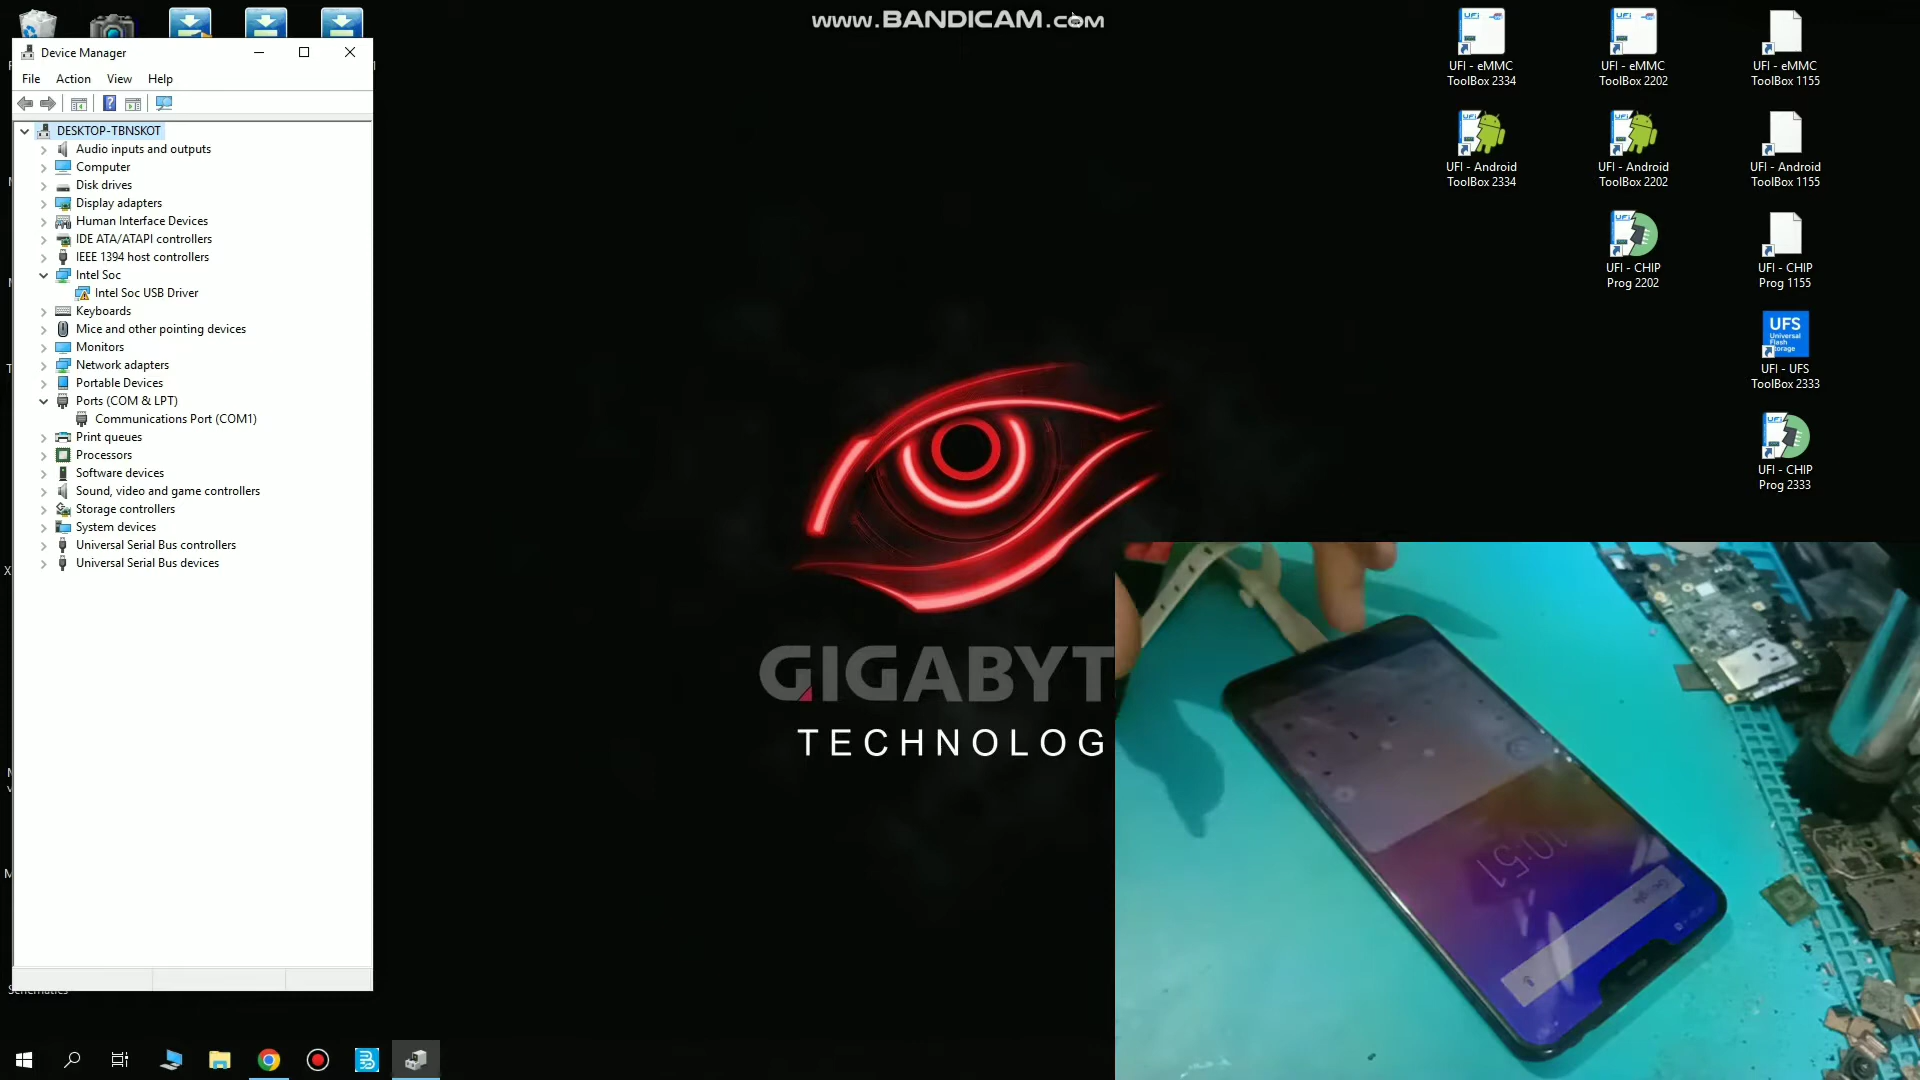 www.BANDICAM.com
Device Manager
File Action View Help
DESKTOP-TBNSKOT
Audio inputs and outputs
Computer
Disk drives
Display adapters
Human Interface Devices
IDE ATA/ATAPI controllers
IEEE 1394 host controllers
Intel Soc
Intel Soc USB Driver
Keyboards
Mice and other pointing devices
Monitors
Network adapters
Portable Devices
Ports (COM & LPT)
Communications Port (COM1)
Print queues
Processors
Software devices
Sound, video and game controllers
Storage controllers
System devices
Universal Serial Bus controllers
Universal Serial Bus devices
UFI - eMMC
ToolBox 2334
UFI - eMMC
ToolBox 2202
UFI - eMMC
ToolBox 1155
UFI - Android
ToolBox 2334
UFI - Android
ToolBox 2202
UFI - Android
ToolBox 1155
UFI - CHIP
Prog 2202
UFI - CHIP
Prog 1155
UFS
Universal
Flash
Storage
UFI - UFS
ToolBox 2333
UFI - CHIP
Prog 2333
GIGABYT
TECHNOLOG
10:51
Google